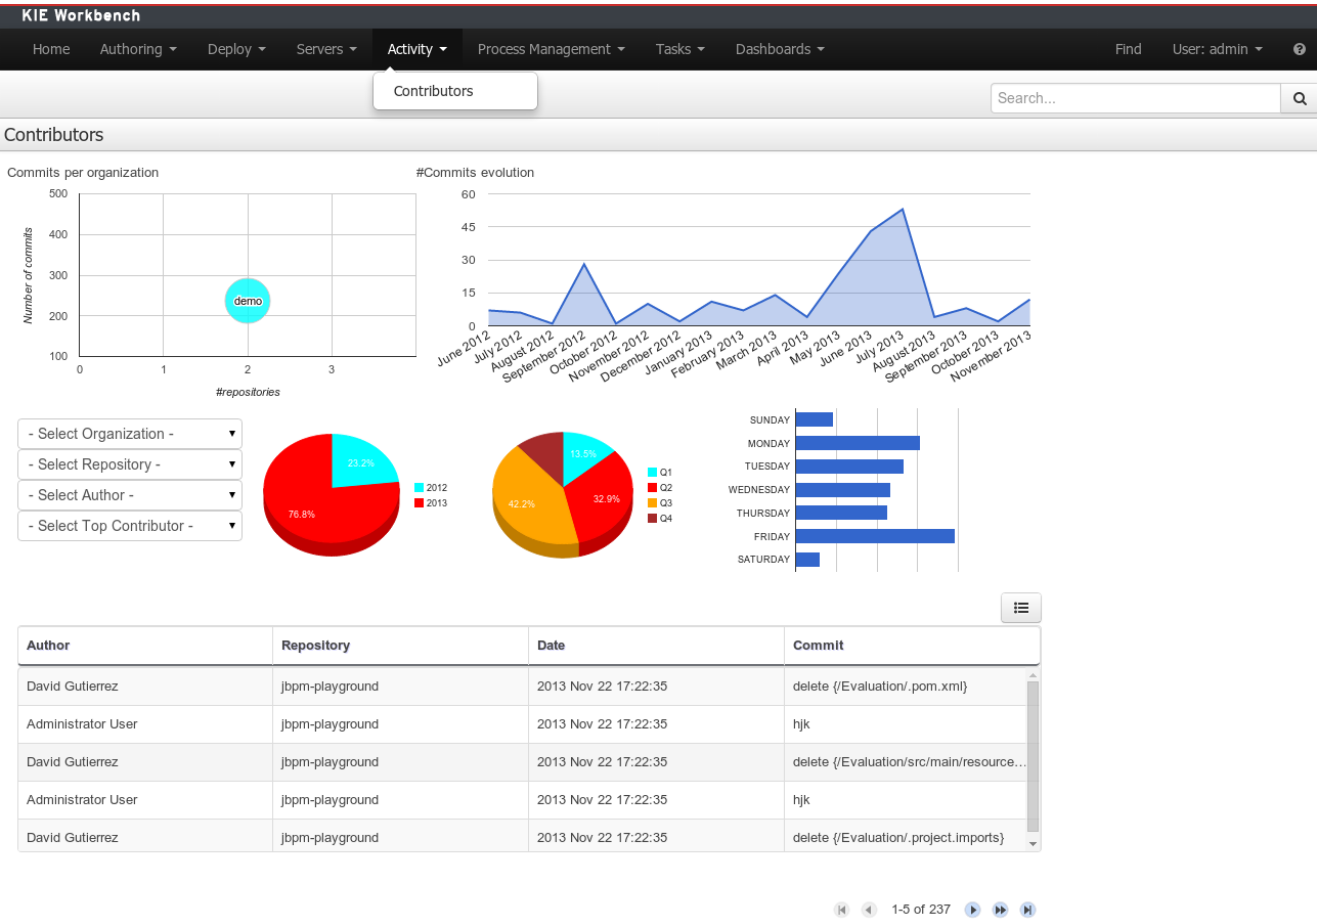 KIE Workbench
Home Authoring Deploy Servers Activity Process Management Tasks Dashboards Find User: admin ?
Contributors
Search...
Contributors
Commits per organization
500
400
300
200
100
Number of commits
demo
0 1 2 3
#repositories
#Commits evolution
60
45
30
15
0
June 2012 July 2012 August 2012 September 2012 October 2012 November 2012 December 2012 January 2013 February 2013 March 2013 April 2013 May 2013 June 2013 July 2013 August 2013 September 2013 October 2013 November 2013
- Select Organization -
- Select Repository -
- Select Author -
- Select Top Contributor -
23.2%
76.8%
2012
2013
13.5%
32.9%
42.2%
Q1
Q2
Q3
Q4
SUNDAY
MONDAY
TUESDAY
WEDNESDAY
THURSDAY
FRIDAY
SATURDAY
Author Repository Date Commit
David Gutierrez jbpm-playground 2013 Nov 22 17:22:35 delete {/Evaluation/.pom.xml}
Administrator User jbpm-playground 2013 Nov 22 17:22:35 hjk
David Gutierrez jbpm-playground 2013 Nov 22 17:22:35 delete {/Evaluation/src/main/resource...
Administrator User jbpm-playground 2013 Nov 22 17:22:35 hjk
David Gutierrez jbpm-playground 2013 Nov 22 17:22:35 delete {/Evaluation/.project.imports}
1-5 of 237